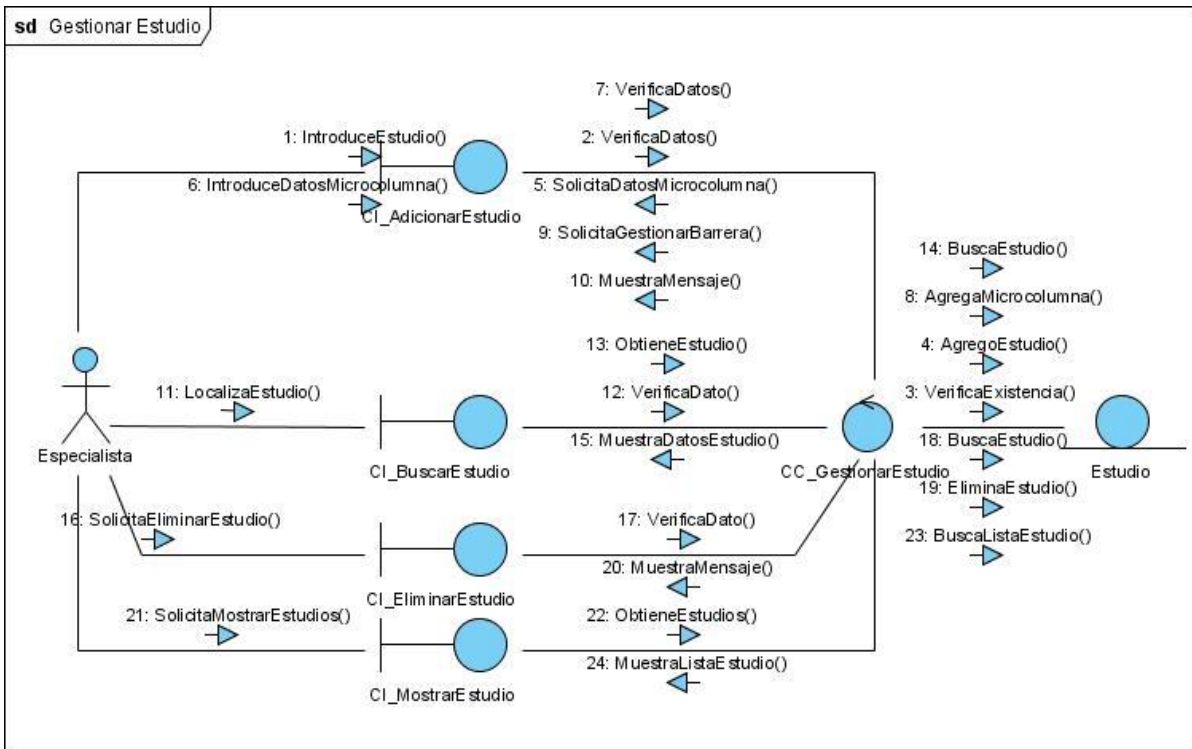 sd Gestionar Estudio
7: VerificaDatos()
1: IntroduceEstudio()
2: VerificaDatos()
6: IntroduceDatosMicrocolumna()
5: SolicitaDatosMicrocolumna()
CI_AdicionarEstudio
9: SolicitaGestionarBarrera()
10: MuestraMensaje()
14: BuscaEstudio()
8: AgregaMicrocolumna()
4: AgregoEstudio()
3: VerificaExistencia()
18: BuscaEstudio()
19: EliminaEstudio()
23: BuscaListaEstudio()
13: ObtieneEstudio()
11: LocalizaEstudio()
12: VerificaDato()
15: MuestraDatosEstudio()
Especialista
CI_BuscarEstudio
CC_GestionarEstudio
Estudio
16: SolicitaEliminarEstudio()
17: VerificaDato()
20: MuestraMensaje()
CI_EliminarEstudio
21: SolicitaMostrarEstudios()
22: ObtieneEstudios()
24: MuestraListaEstudio()
CI_MostrarEstudio